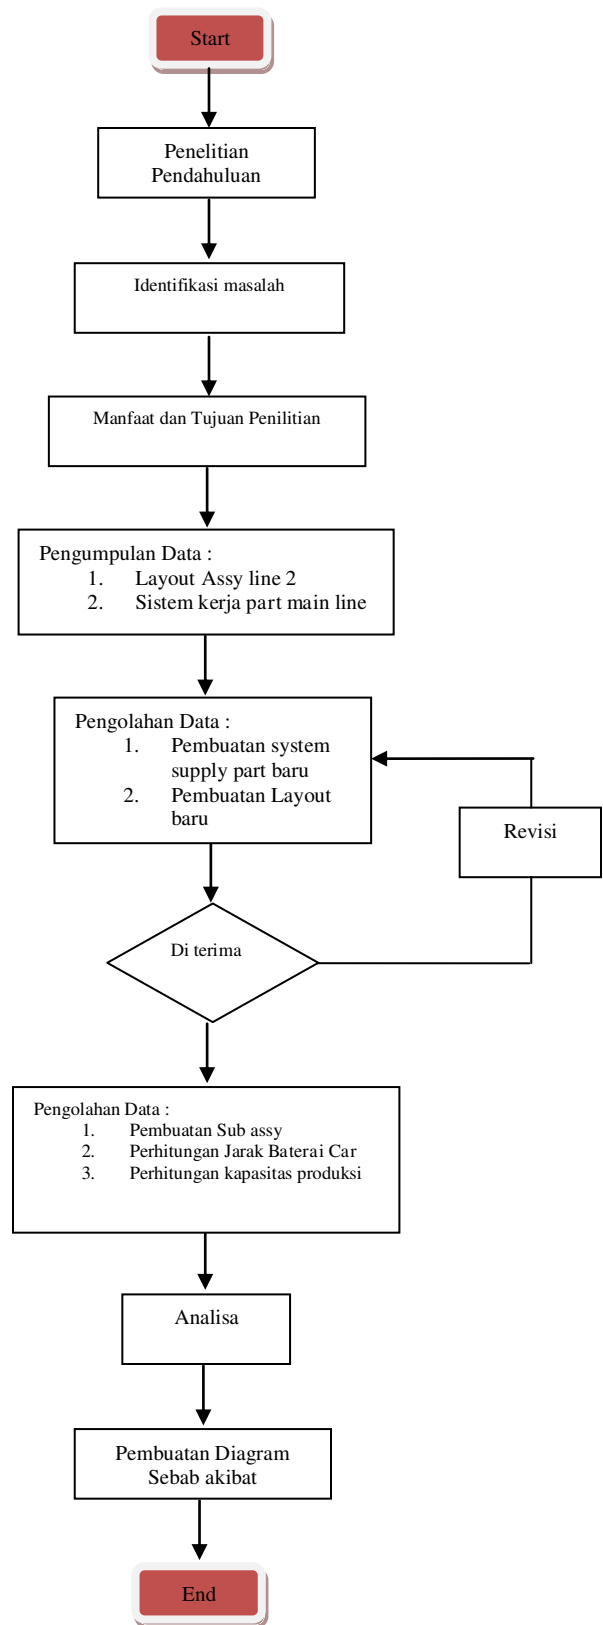 Start
Penelitian
Pendahuluan
Identifikasi masalah
Manfaat dan Tujuan Penilitian
Pengumpulan Data :
1. Layout Assy line 2
2. Sistem kerja part main line
Pengolahan Data :
1. Pembuatan system
supply part baru
2. Pembuatan Layout
baru
Revisi
Di terima
Pengolahan Data :
1. Pembuatan Sub assy
2. Perhitungan Jarak Baterai Car
3. Perhitungan kapasitas produksi
Analisa
Pembuatan Diagram
Sebab akibat
End